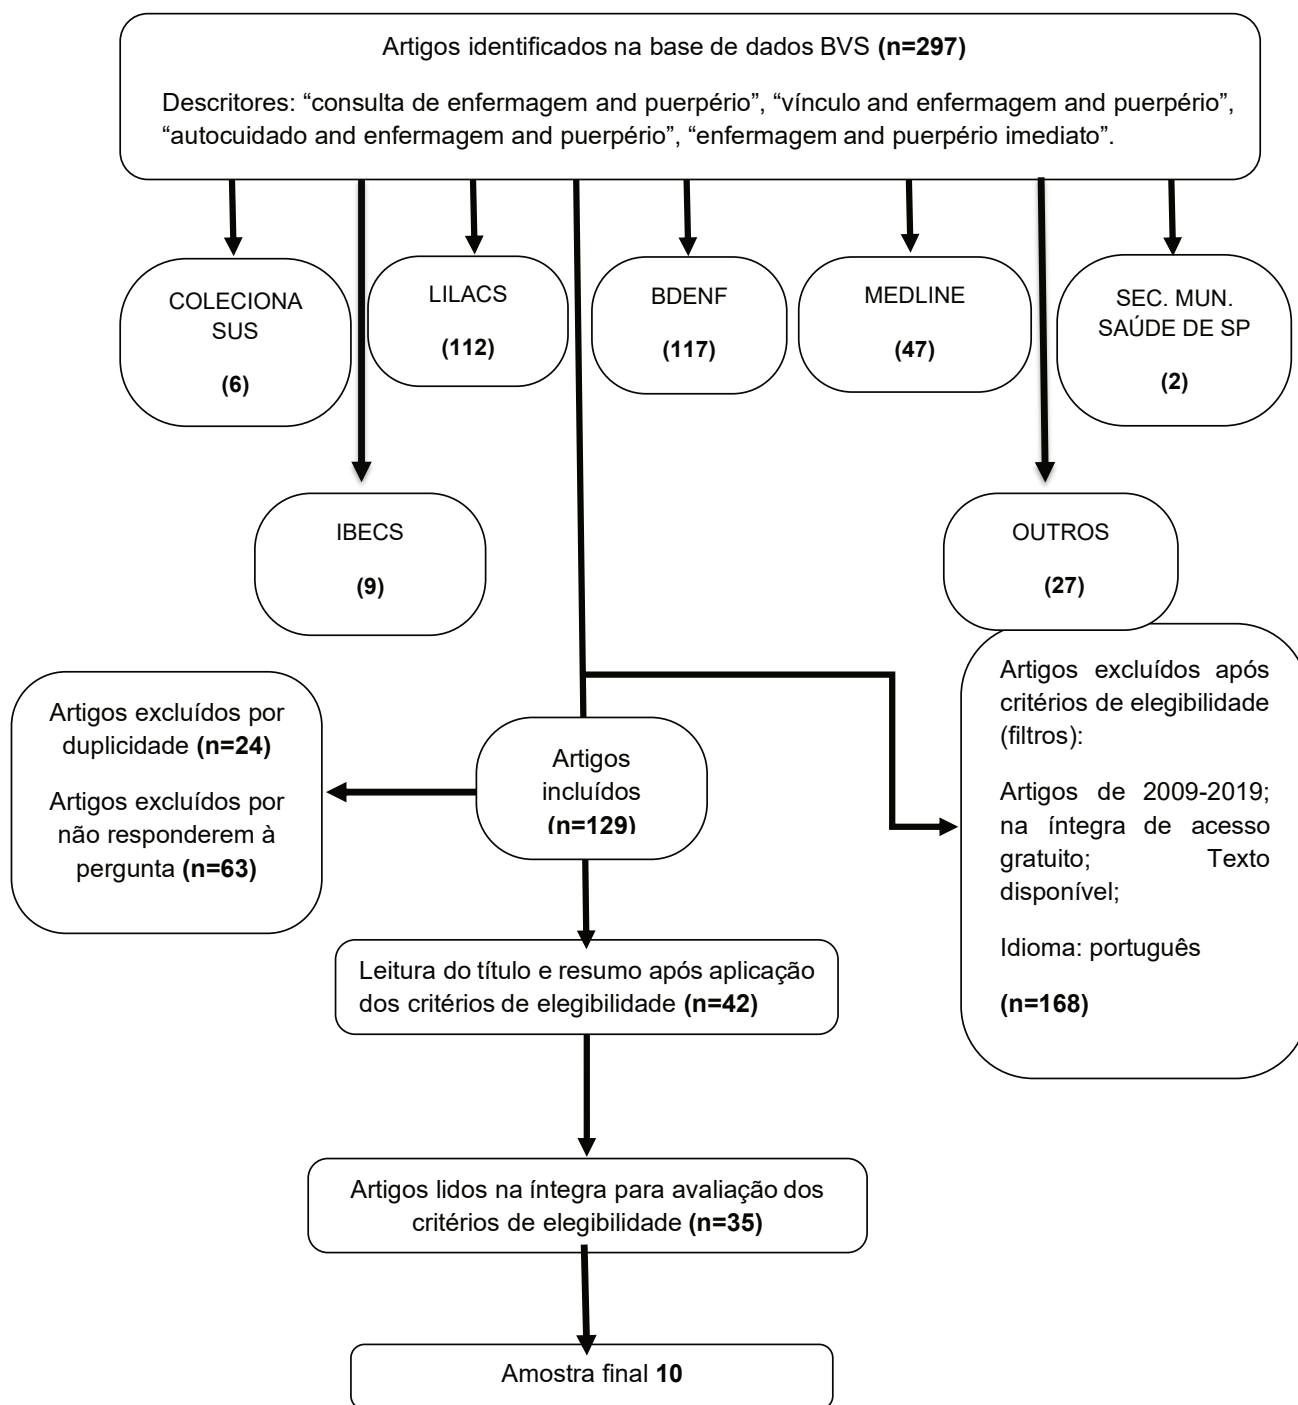 Artigos identificados na base de dados BVS (n=297)
Descritores: “consulta de enfermagem and puerpério”, “vínculo and enfermagem and puerpério”,
“autocuidado and enfermagem and puerpério”, “enfermagem and puerpério imediato”.
COLECIONA
SUS
(6)
LILACS
(112)
BDENF
(117)
MEDLINE
(47)
SEC. MUN.
SAÚDE DE SP
(2)
IBECS
(9)
OUTROS
(27)
Artigos excluídos por
duplicidade (n=24)
Artigos excluídos por
não responderem à
pergunta (n=63)
Artigos
incluídos
(n=129)
Artigos excluídos após
critérios de elegibilidade
(filtros):
Artigos de 2009-2019;
na íntegra de acesso
gratuito; Texto
disponível;
Idioma: português
(n=168)
Leitura do título e resumo após aplicação
dos critérios de elegibilidade (n=42)
Artigos lidos na íntegra para avaliação dos
critérios de elegibilidade (n=35)
Amostra final 10